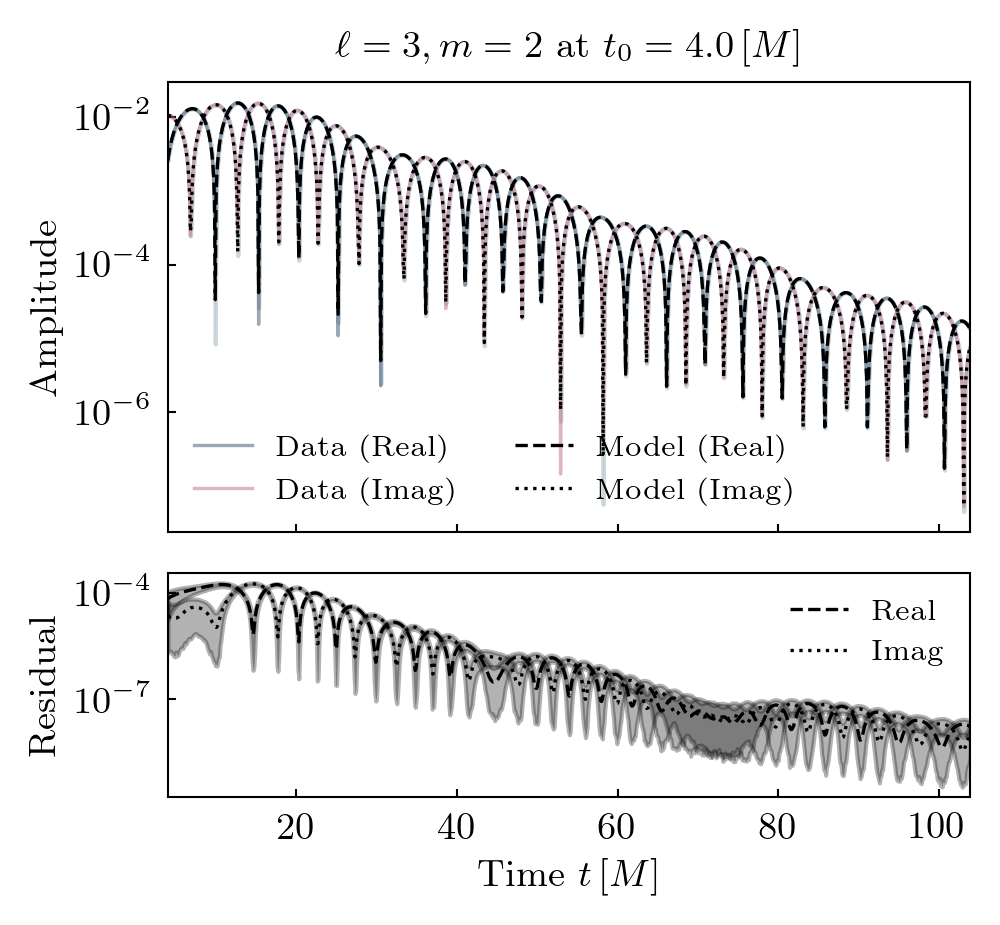 ℓ = 3, m = 2 at t₀ = 4.0 [M]
10⁻²
10⁻⁴
10⁻⁶
Amplitude
Data (Real)
Data (Imag)
Model (Real)
Model (Imag)
10⁻⁴
10⁻⁷
Residual
Real
Imag
20 40 60 80 100
Time t [M]